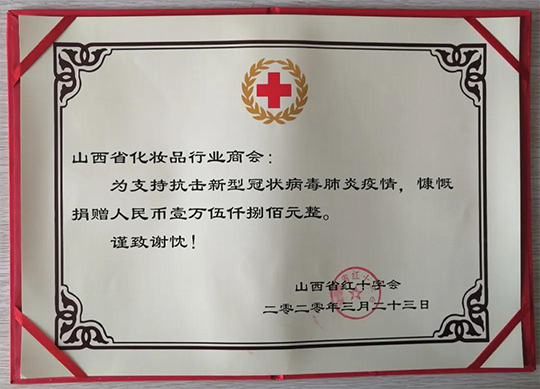 山西省化妆品行业商会：
为支持抗击新型冠状病毒肺炎疫情，慷慨
捐赠人民币壹万伍仟捌佰元整。
谨致谢忱！
山西省红十字会
二零二零年三月二十三日